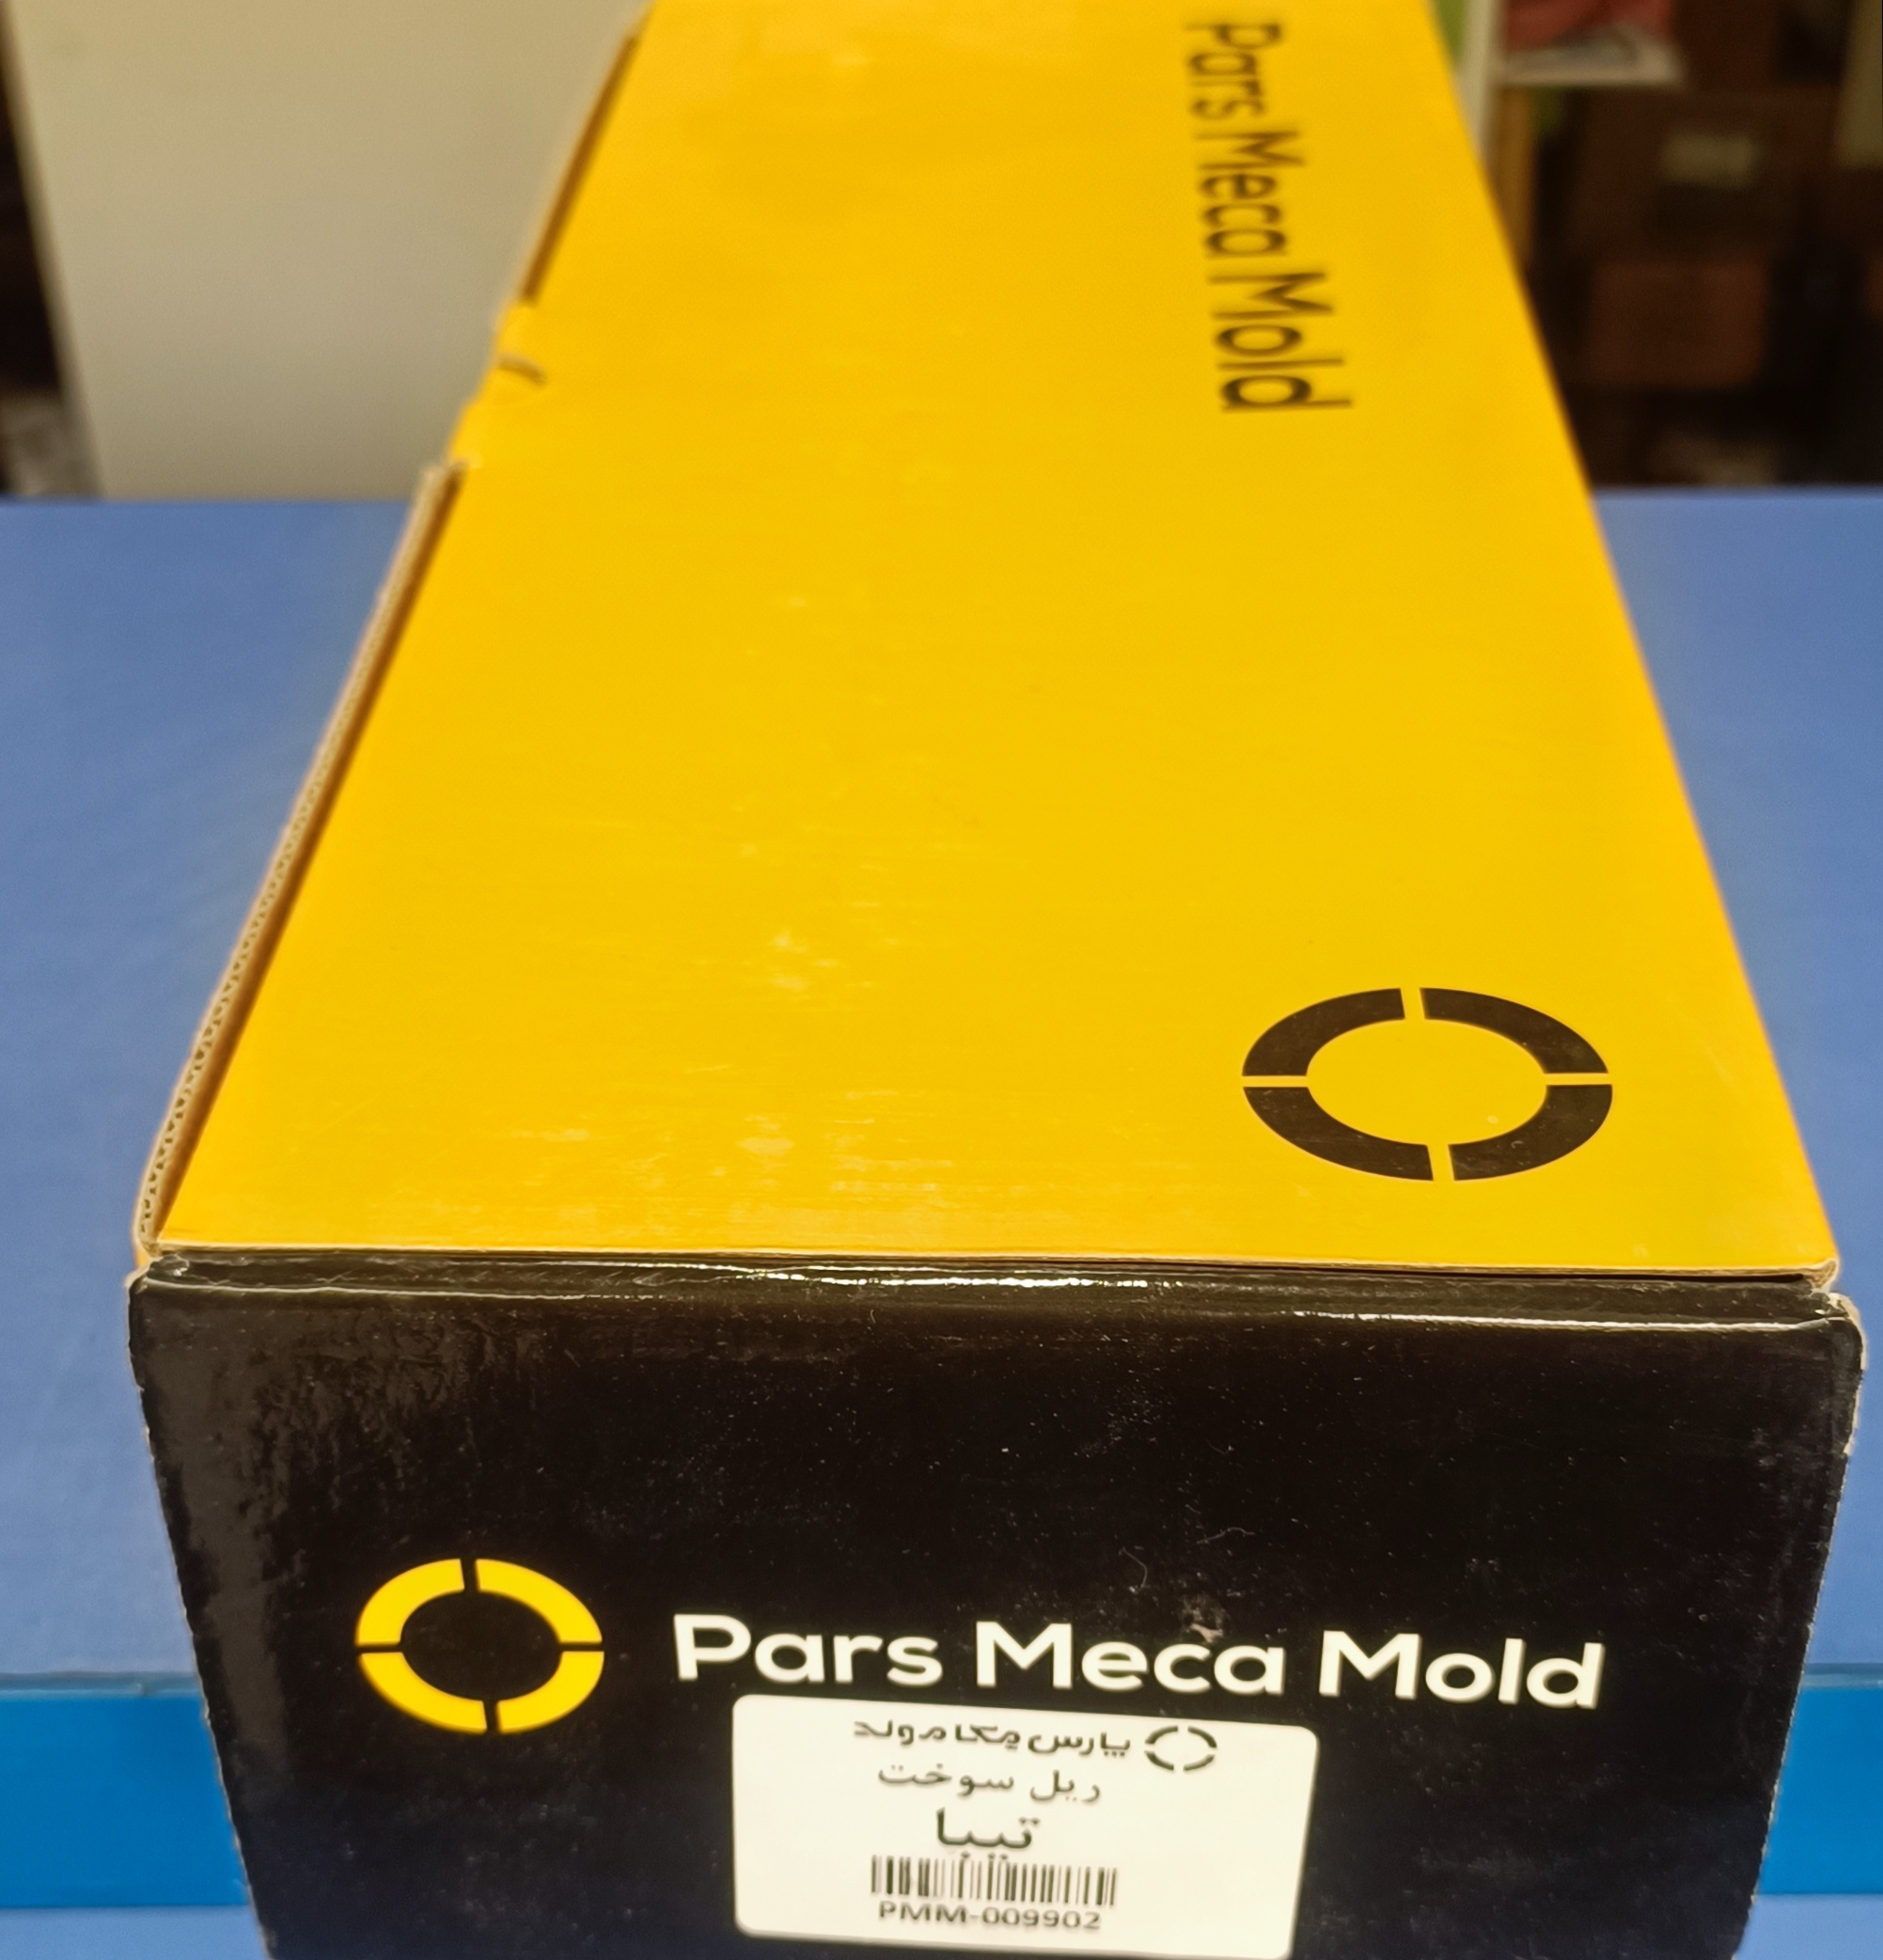 Pars Meca Mold
Pars Meca Mold
پارس مکا مولد
ریل سوخت
تیبا
PMM-009902